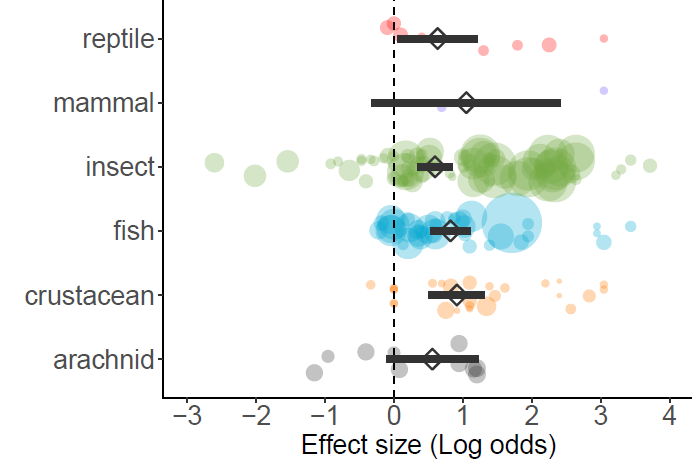 reptile
mammal
insect
fish
crustacean
arachnid
−3 −2 −1 0 1 2 3 4
Effect size (Log odds)